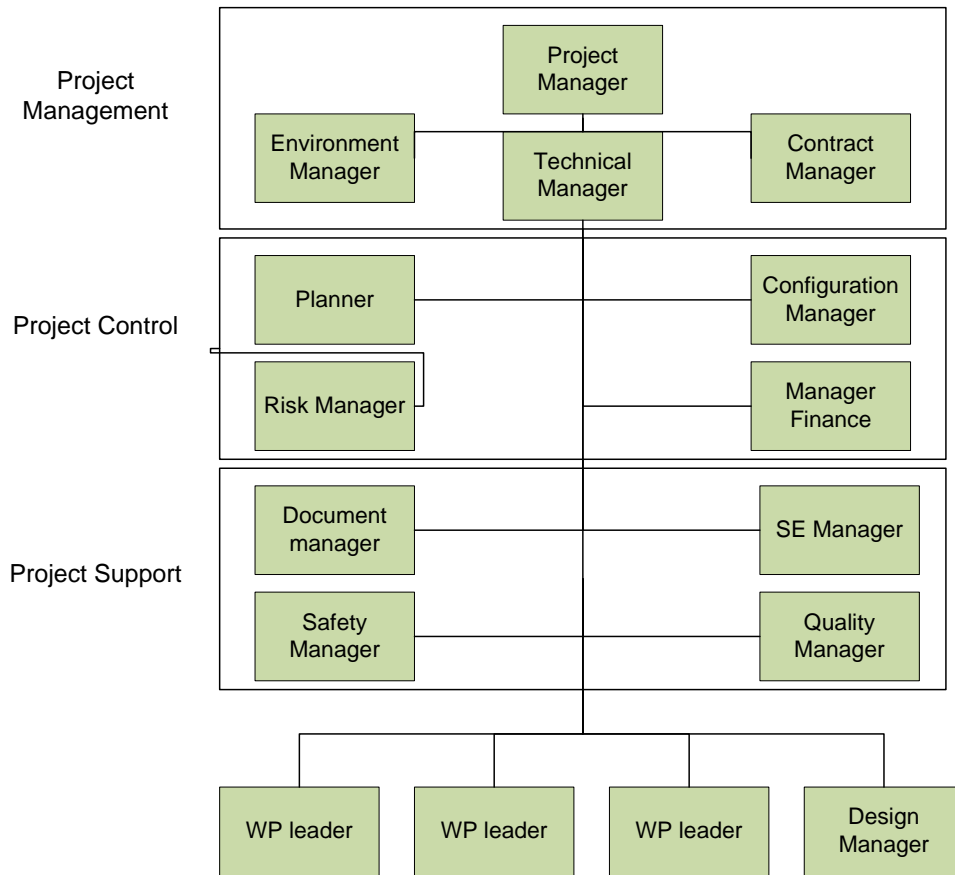 Project
Management
Project
Manager
Environment
Manager
Technical
Manager
Contract
Manager
Project Control
Planner
Configuration
Manager
Risk Manager
Manager
Finance
Project Support
Document
manager
SE Manager
Safety
Manager
Quality
Manager
WP leader
WP leader
WP leader
Design
Manager